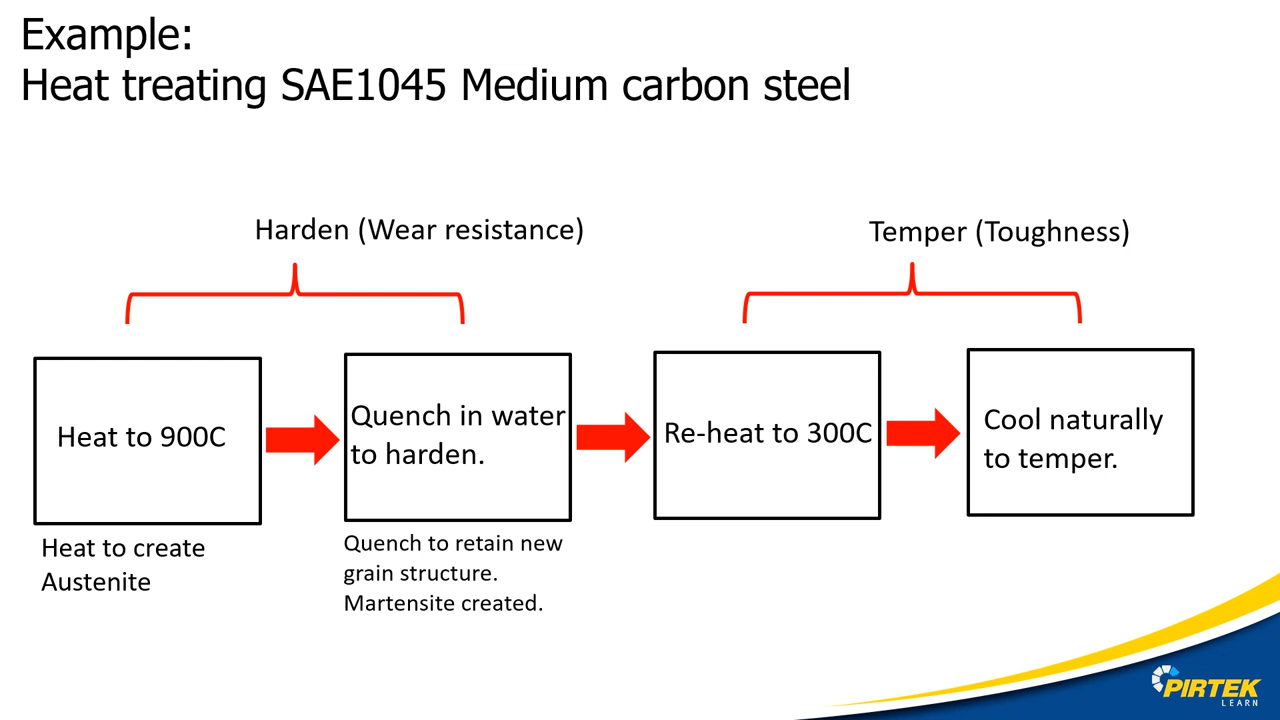 Example:
Heat treating SAE1045 Medium carbon steel
Harden (Wear resistance)
Temper (Toughness)
Heat to 900C
Quench in water
to harden.
Re-heat to 300C
Cool naturally
to temper.
Heat to create
Austenite
Quench to retain new
grain structure.
Martensite created.
PIRTEK
LEARN